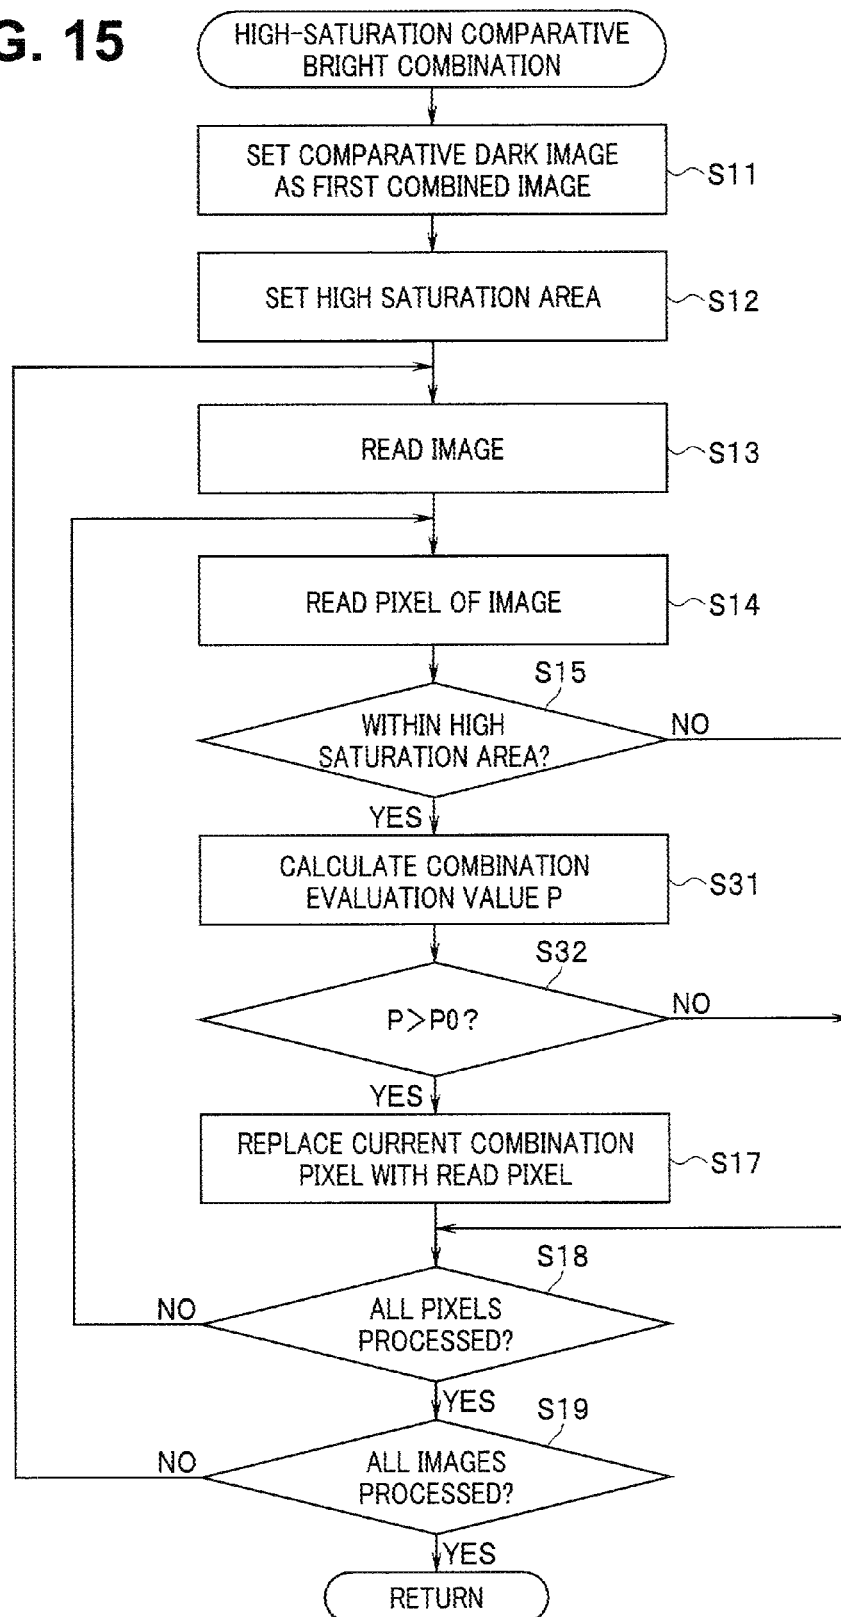 G. 15
HIGH-SATURATION COMPARATIVE
BRIGHT COMBINATION
SET COMPARATIVE DARK IMAGE
AS FIRST COMBINED IMAGE
S11
SET HIGH SATURATION AREA
S12
READ IMAGE
S13
READ PIXEL OF IMAGE
S14
S15
WITHIN HIGH
SATURATION AREA?
NO
YES
CALCULATE COMBINATION
EVALUATION VALUE P
S31
S32
P>P0?
NO
YES
REPLACE CURRENT COMBINATION
PIXEL WITH READ PIXEL
S17
S18
NO
ALL PIXELS
PROCESSED?
YES
S19
NO
ALL IMAGES
PROCESSED?
YES
RETURN